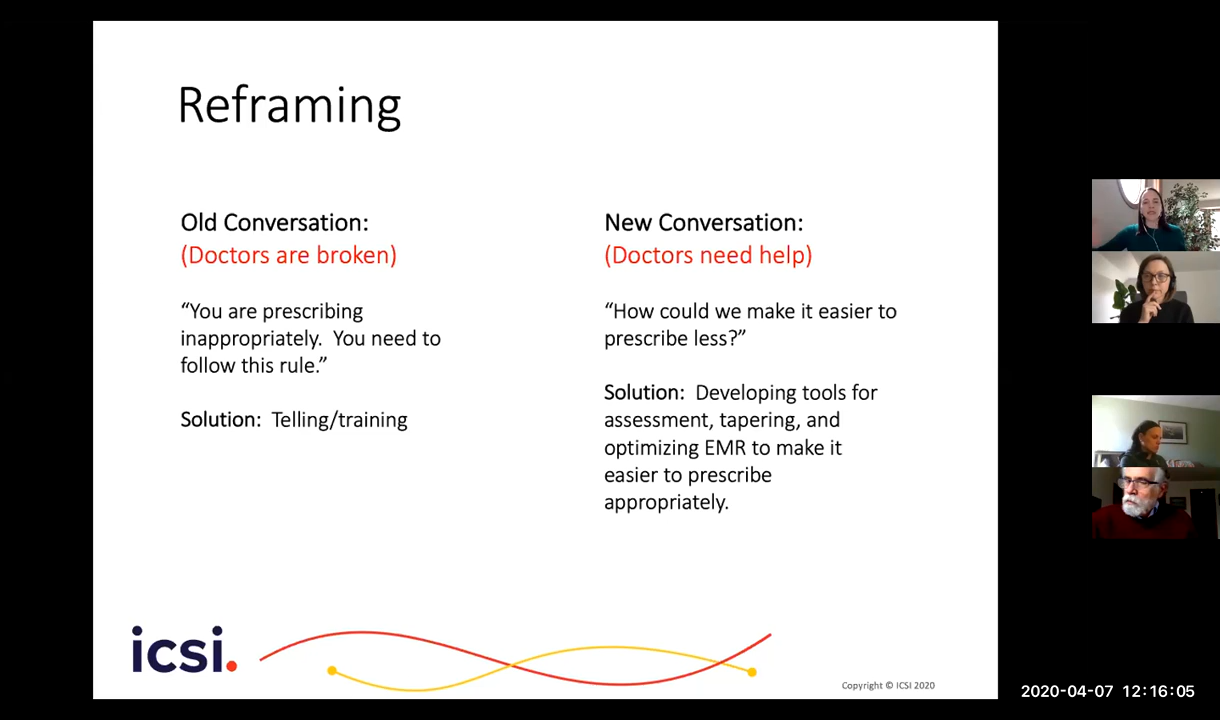 Reframing
Old Conversation:
(Doctors are broken)
“You are prescribing
inappropriately.  You need to
follow this rule.”
Solution:  Telling/training
New Conversation:
(Doctors need help)
“How could we make it easier to
prescribe less?”
Solution:  Developing tools for
assessment, tapering, and
optimizing EMR to make it
easier to prescribe
appropriately.
icsi.
Copyright © ICSI 2020
2020-04-07  12:16:05